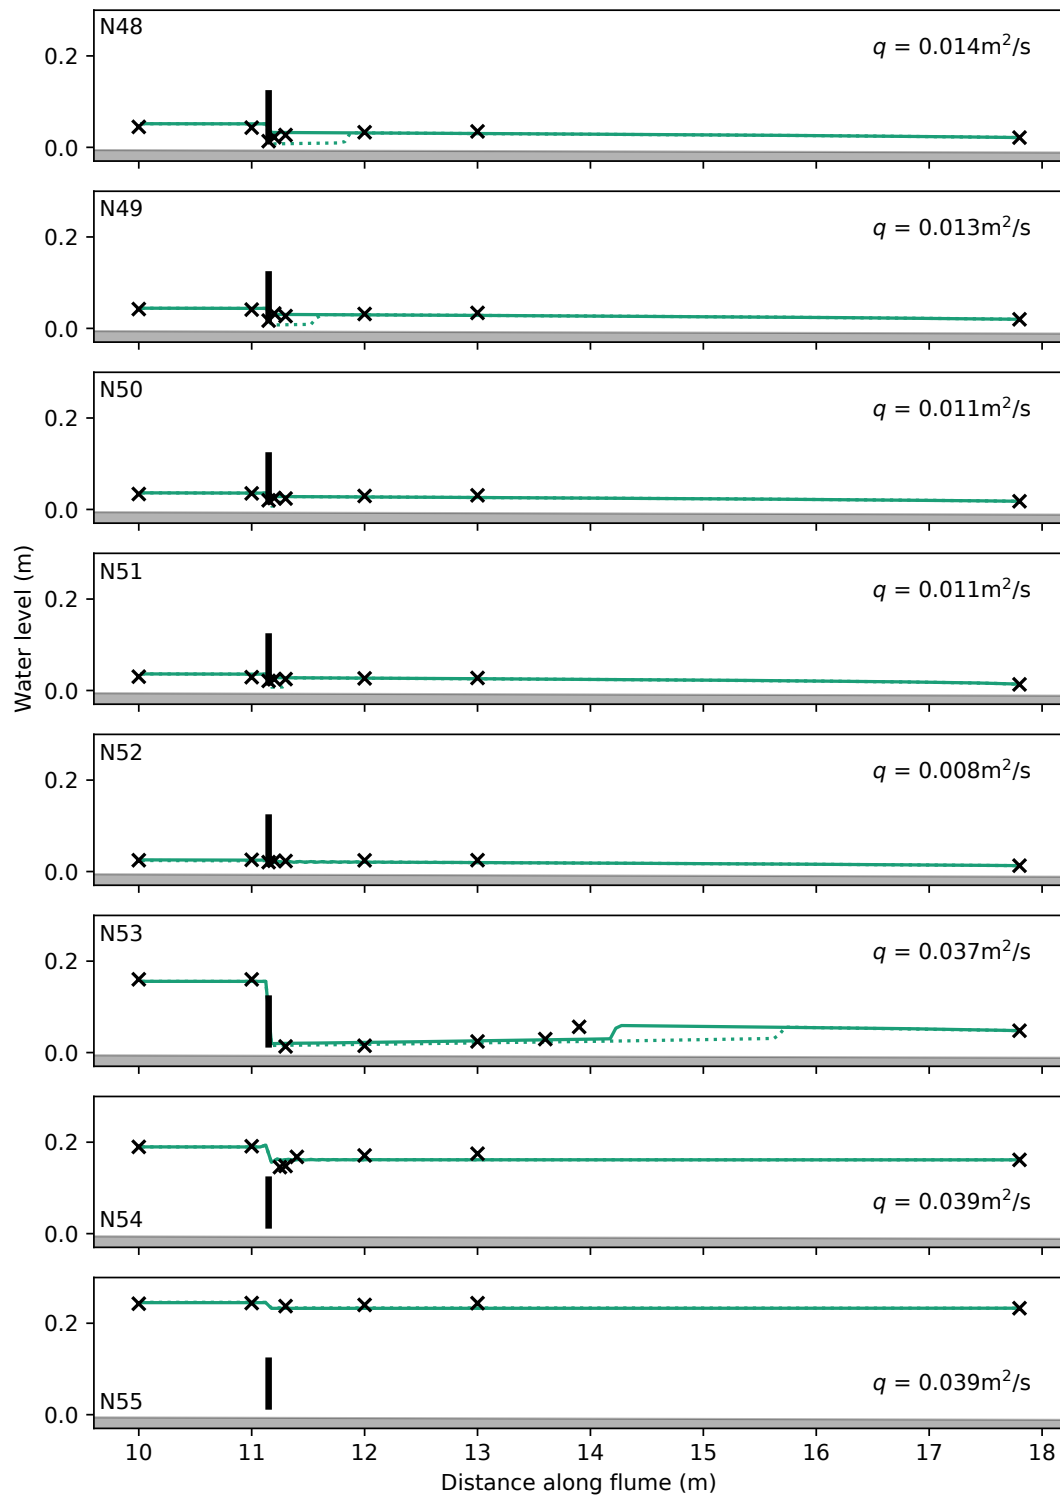 N48
q = 0.014m²/s
0.2
0.0
N49
q = 0.013m²/s
0.2
0.0
N50
q = 0.011m²/s
0.2
0.0
N51
q = 0.011m²/s
0.2
0.0
Water level (m)
N52
q = 0.008m²/s
0.2
0.0
N53
q = 0.037m²/s
0.2
0.0
0.2
q = 0.039m²/s
N54
0.0
0.2
q = 0.039m²/s
N55
0.0
10 11 12 13 14 15 16 17 18
Distance along flume (m)